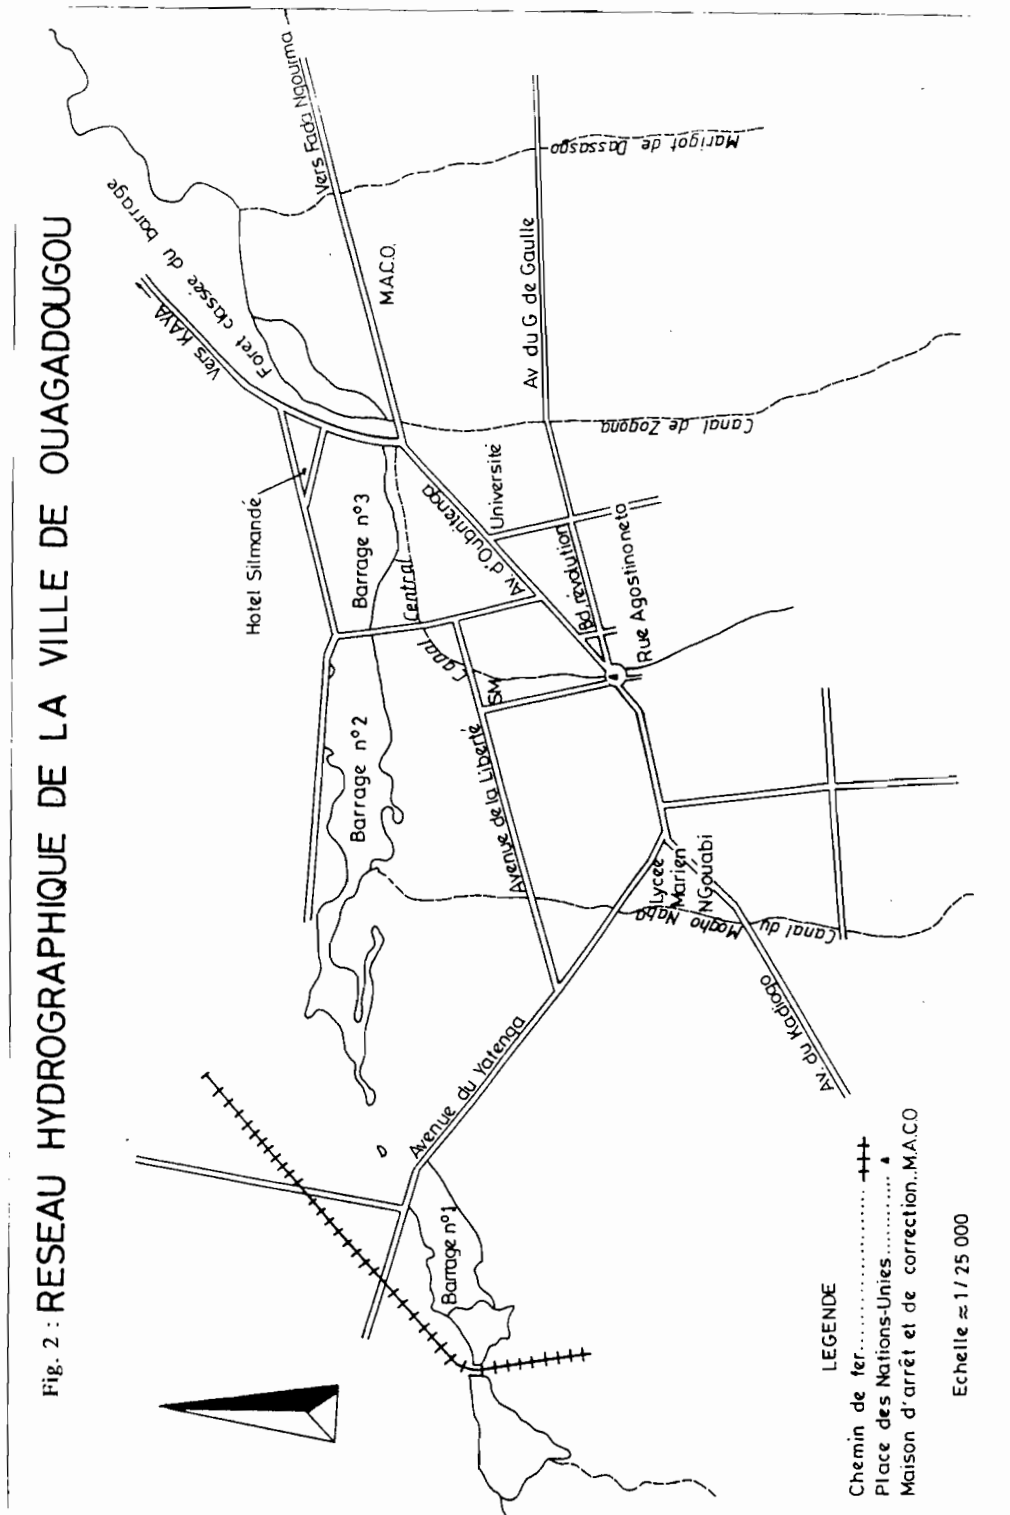 Fig. 2 : RESEAU HYDROGRAPHIQUE DE LA VILLE DE OUAGADOUGOU
Vers KAYA
Foret classée du barrage
Vers Fada Ngourma
Hotel Silmandé
M.A.C.O.
Barrage n°3
Barrage n°2
Barrage n°1
Canal Central
Av. d'Oubritenga
Université
Av du G de Gaulle
Marigot de Dassasgo
Canal de Zogona
Bd. révolution
Rue Agostinoneto
SM
Avenue de la Liberté
Avenue du Yatenga
Lycée
Marien
NGouabi
Canal du Mogho Naba
Av. du Kadiogo
LEGENDE
Chemin de fer
Place des Nations-Unies
Maison d'arrêt et de correction..M.A.C.O
Echelle ≈ 1 / 25 000